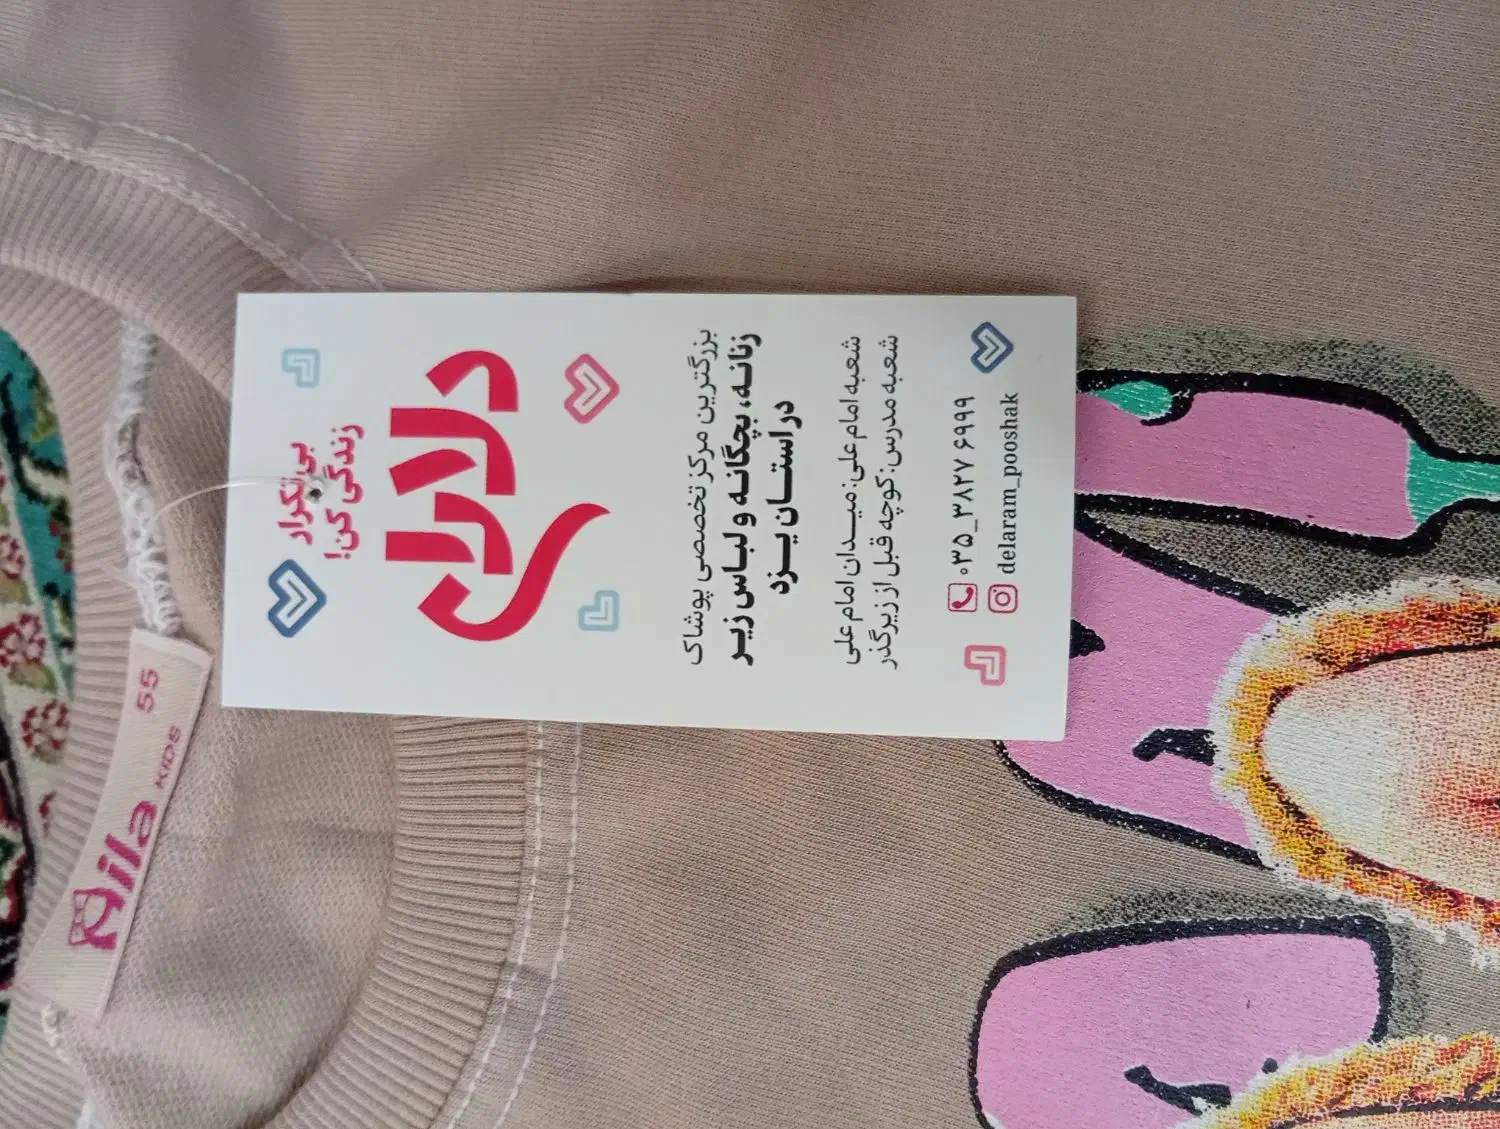 بی‌تکرار
زندگی کن!
دلارام
بزرگترین مرکز تخصصی پوشاک
زنانه، بچگانه و لباس زیر
در استان یزد
شعبه امام علی: میدان امام علی
شعبه مدرس: کوچه قبل از زیرگذر
۰۳۵_۳۸۲۷ ۶۹۹۹
delaram_pooshak
Aila
KIDS
55